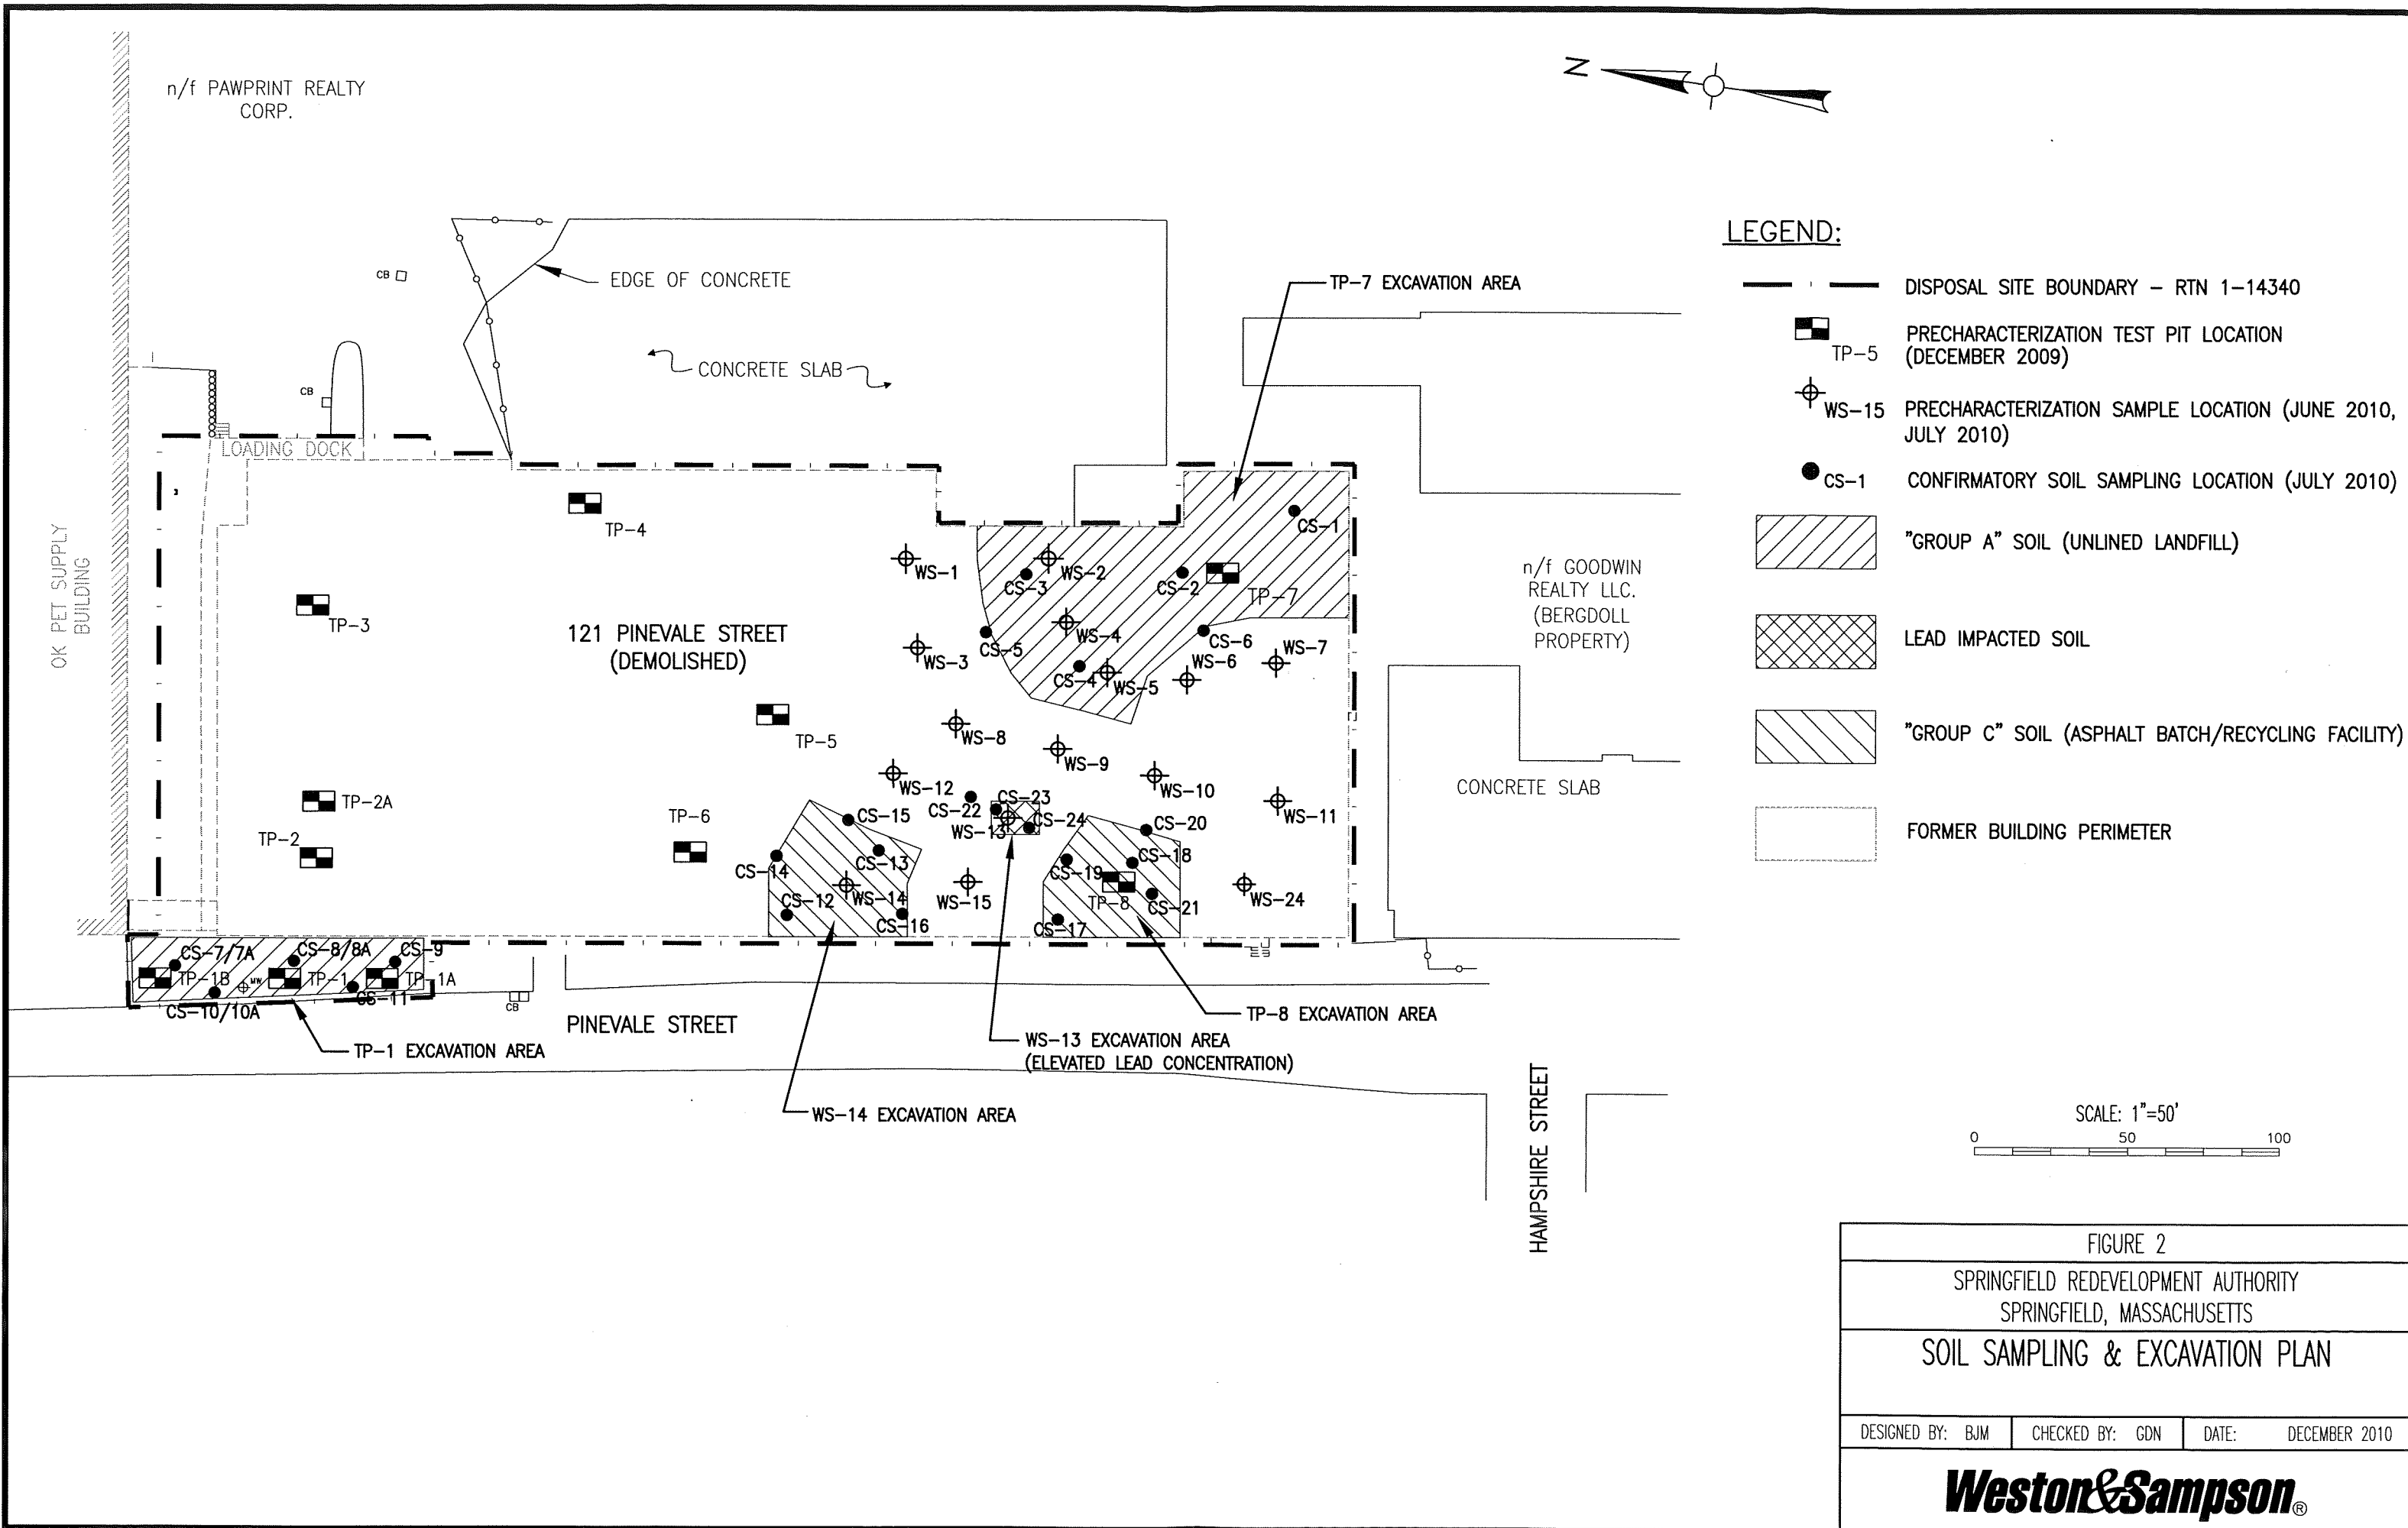 n/f PAWPRINT REALTY
CORP.
N
CB
EDGE OF CONCRETE
CONCRETE SLAB
TP-7 EXCAVATION AREA
CB
LOADING DOCK
OK PET SUPPLY
BUILDING
TP-4
TP-3
121 PINEVALE STREET
(DEMOLISHED)
WS-1
WS-2
CS-3
CS-1
CS-2
TP-7
WS-4
CS-5
WS-3
CS-6
WS-6
WS-7
CS-4
WS-5
n/f GOODWIN
REALTY LLC.
(BERGDOLL
PROPERTY)
TP-5
WS-8
WS-9
WS-12
WS-10
WS-11
CONCRETE SLAB
TP-2A
TP-2
TP-6
CS-15
CS-22
CS-23
CS-24
WS-13
CS-20
CS-14
CS-13
CS-19
CS-18
CS-12
WS-14
CS-16
WS-15
TP-8
CS-21
CS-17
WS-24
CS-7/7A
CS-8/8A
CS-9
TP-1B
MW
TP-1
TP-1A
CS-10/10A
CS-11
CB
PINEVALE STREET
TP-1 EXCAVATION AREA
TP-8 EXCAVATION AREA
WS-13 EXCAVATION AREA
(ELEVATED LEAD CONCENTRATION)
WS-14 EXCAVATION AREA
HAMPSHIRE STREET
LEGEND:
DISPOSAL SITE BOUNDARY - RTN 1-14340
TP-5
PRECHARACTERIZATION TEST PIT LOCATION
(DECEMBER 2009)
WS-15 PRECHARACTERIZATION SAMPLE LOCATION (JUNE 2010,
JULY 2010)
CS-1 CONFIRMATORY SOIL SAMPLING LOCATION (JULY 2010)
"GROUP A" SOIL (UNLINED LANDFILL)
LEAD IMPACTED SOIL
"GROUP C" SOIL (ASPHALT BATCH/RECYCLING FACILITY)
FORMER BUILDING PERIMETER
SCALE: 1"=50'
0 50 100
FIGURE 2
SPRINGFIELD REDEVELOPMENT AUTHORITY
SPRINGFIELD, MASSACHUSETTS
SOIL SAMPLING & EXCAVATION PLAN
DESIGNED BY: BJM CHECKED BY: GDN DATE: DECEMBER 2010
Weston&Sampson®